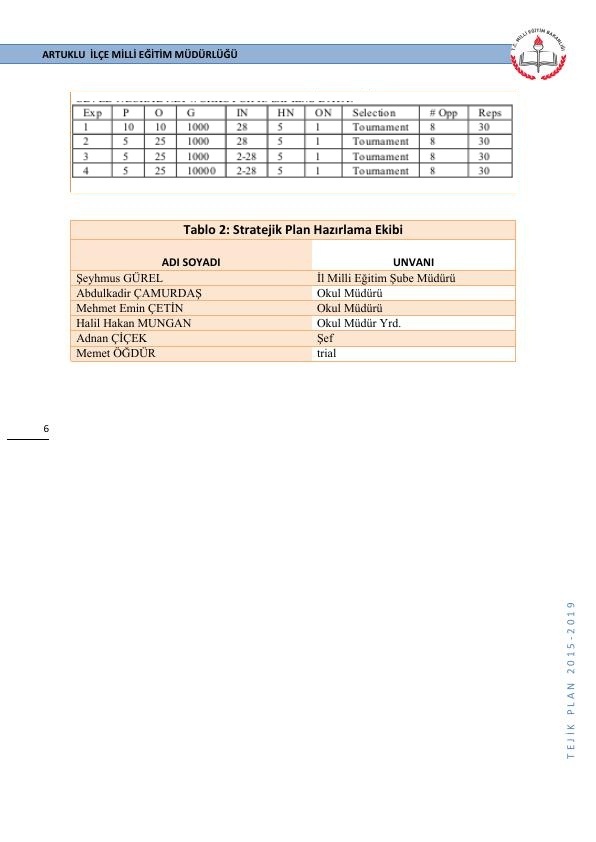 ARTUKLU İLÇE MİLLİ EĞİTİM MÜDÜRLÜĞÜ
T.C. MİLLÎ EĞİTİM BAKANLIĞI
Exp P O G IN HN ON Selection # Opp Reps
1 10 10 1000 28 5 1 Tournament 8 30
2 5 25 1000 28 5 1 Tournament 8 30
3 5 25 1000 2-28 5 1 Tournament 8 30
4 5 25 10000 2-28 5 1 Tournament 8 30
Tablo 2: Stratejik Plan Hazırlama Ekibi
ADI SOYADI UNVANI
Şeyhmus GÜREL İl Milli Eğitim Şube Müdürü
Abdulkadir ÇAMURDAŞ Okul Müdürü
Mehmet Emin ÇETİN Okul Müdürü
Halil Hakan MUNGAN Okul Müdür Yrd.
Adnan ÇİÇEK Şef
Memet ÖĞDÜR trial
6
TEJİK PLAN 2015-2019